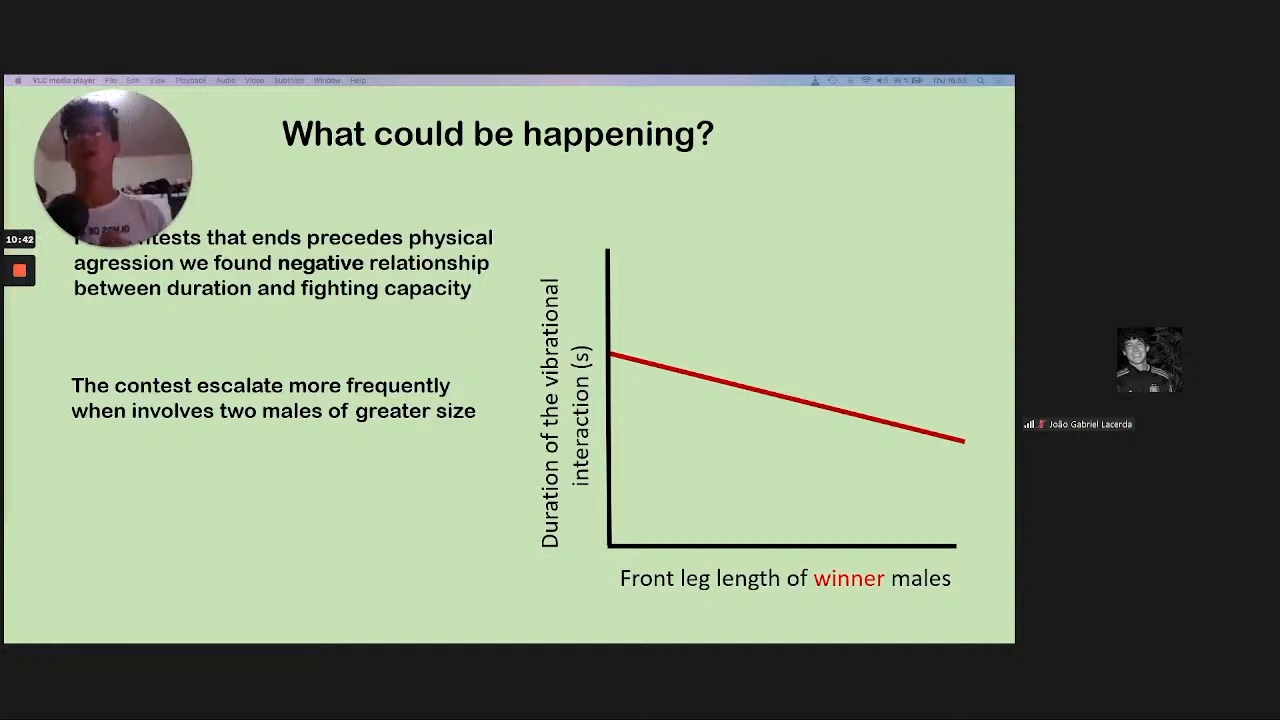 VLC media player File Edit View Playback Audio Video Subtitles Window Help
Thu 16:53
What could be happening?
10:42
that ends precedes physical
agression we found negative relationship
between duration and fighting capacity
The contest escalate more frequently
when involves two males of greater size
Duration of the vibrational
interaction (s)
Front leg length of winner males
João Gabriel Lacerda